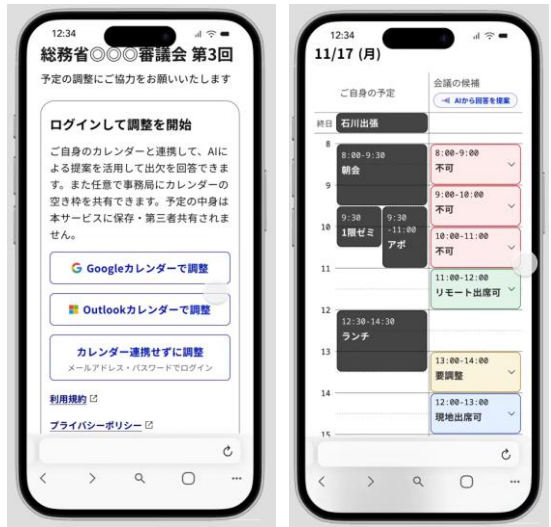 12:34
総務省◯◯◯審議会 第3回
予定の調整にご協力をお願いいたします
ログインして調整を開始
ご自身のカレンダーと連携して、AIに
よる提案を活用して出欠を回答できま
す。また任意で事務局にカレンダーの
空き枠を共有できます。予定の中身は
本サービスに保存・第三者共有されま
せん。
Googleカレンダーで調整
Outlookカレンダーで調整
カレンダー連携せずに調整
メールアドレス・パスワードでログイン
利用規約
プライバシーポリシー
12:34
11/17 (月)
ご自身の予定
会議の候補
AIから回答を提案
終日
石川出張
8
8:00-9:30
朝会
8:00-9:00
不可
9
9:00-10:00
不可
9:30
1限ゼミ
9:30
-11:00
アポ
10
10:00-11:00
不可
11
11:00-12:00
リモート出席可
12
12:30-14:30
ランチ
13
13:00-14:00
要調整
14
12:00-13:00
現地出席可
15